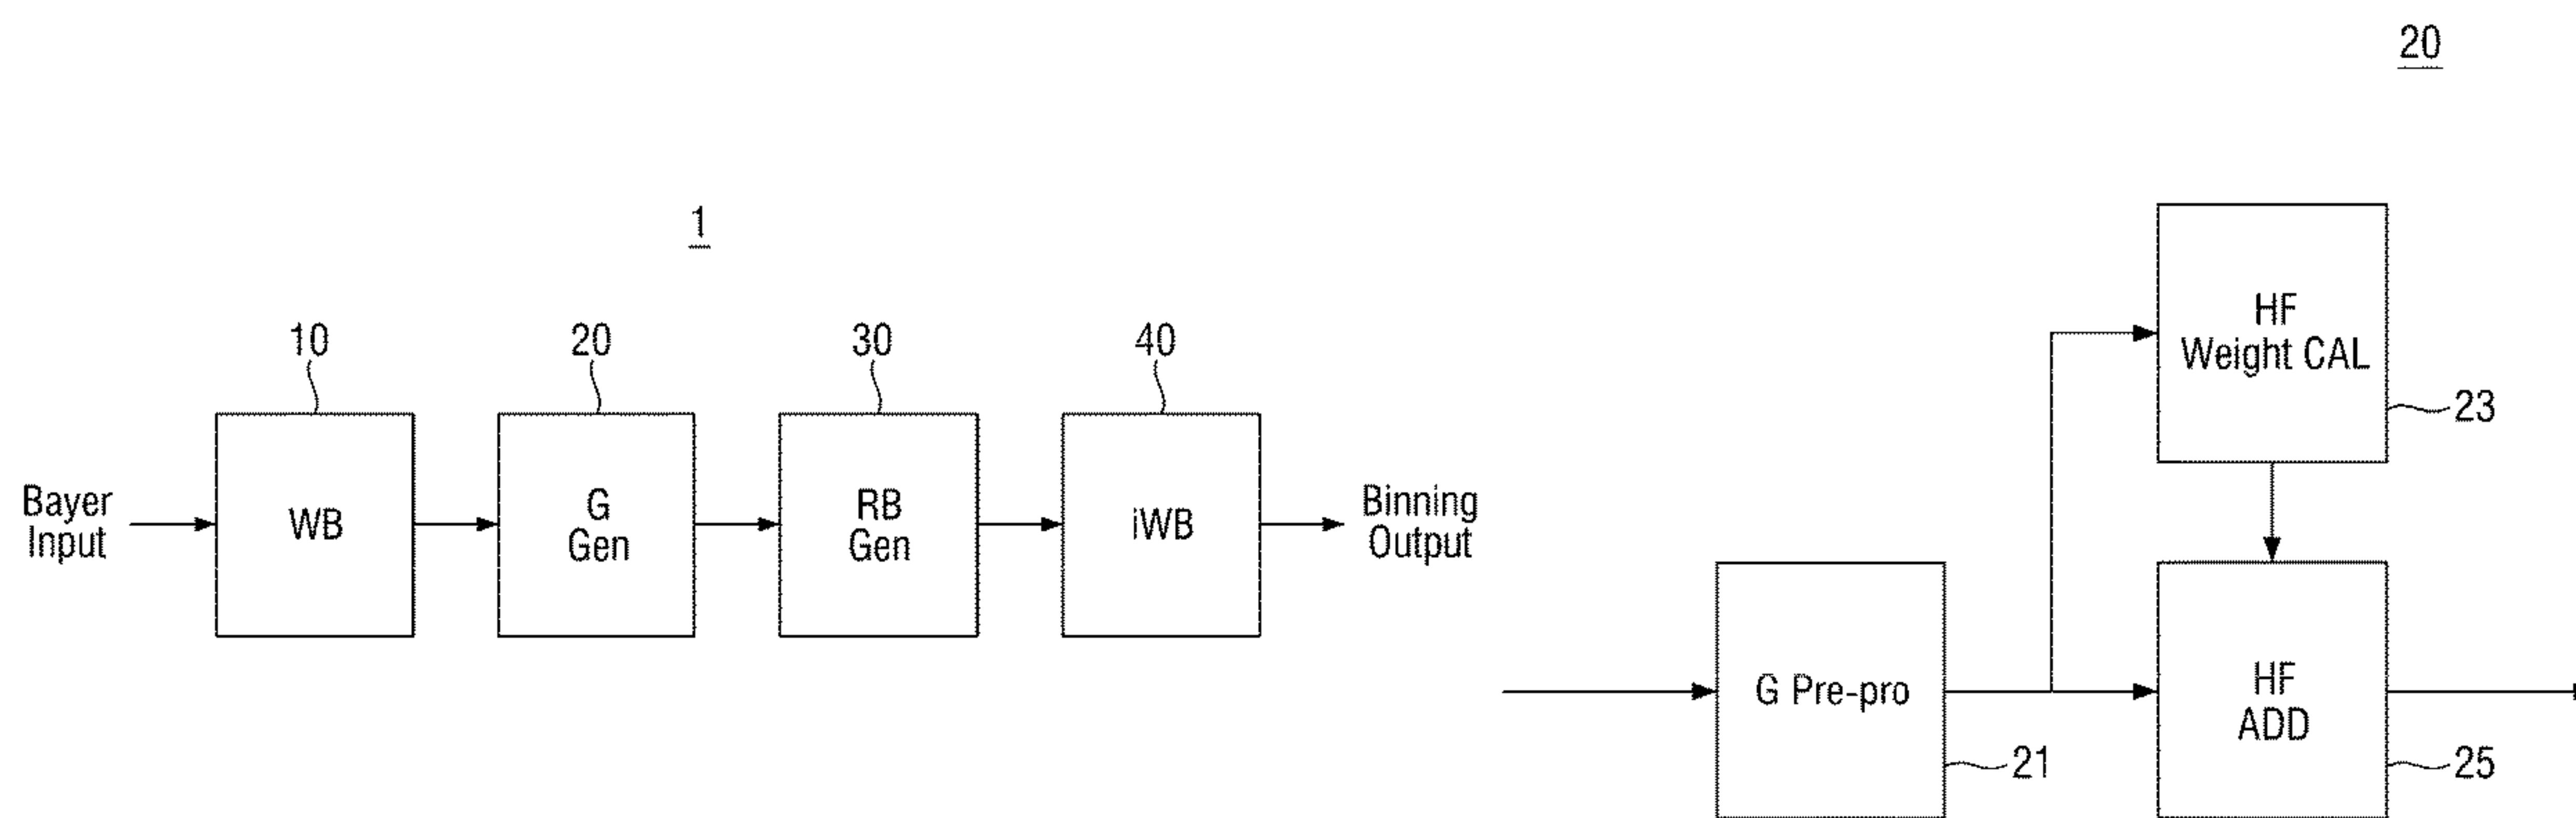 20
1
10
20
30
40
Bayer
Input
WB
G
Gen
RB
Gen
iWB
Binning
Output
HF
Weight CAL
23
G Pre-pro
21
HF
ADD
25